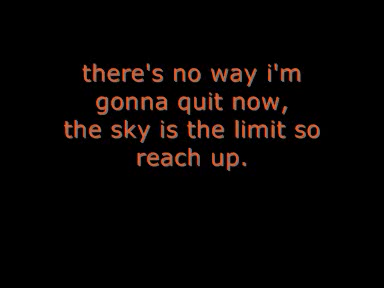 there's no way i'm
gonna quit now,
the sky is the limit so
reach up.